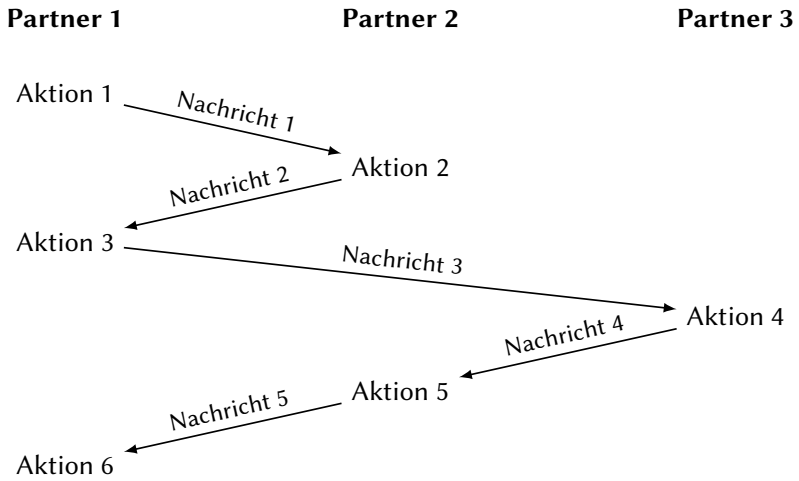 Partner 1
Partner 2
Partner 3
Aktion 1
Nachricht 1
Aktion 2
Nachricht 2
Aktion 3
Nachricht 3
Aktion 4
Nachricht 4
Aktion 5
Nachricht 5
Aktion 6